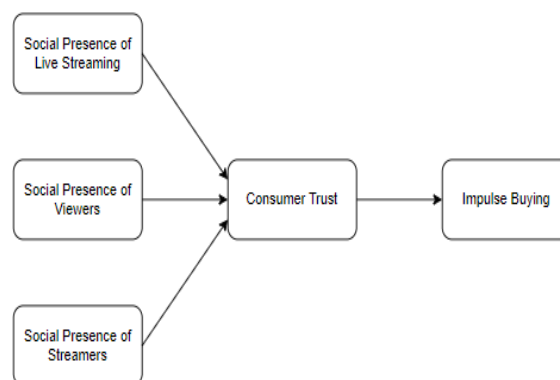 Social Presence of
Live Streaming
Social Presence of
Viewers
Consumer Trust
Impulse Buying
Social Presence of
Streamers